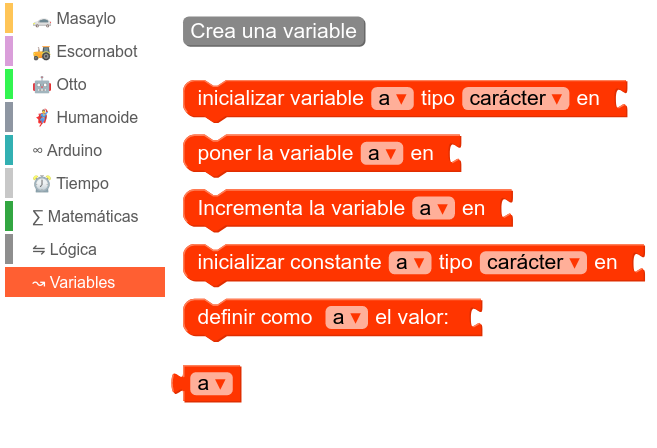 Masaylo
Escornabot
Otto
Humanoide
∞ Arduino
Tiempo
∑ Matemáticas
⇋ Lógica
↝ Variables
Crea una variable
inicializar variable a ▾ tipo carácter ▾ en
poner la variable a ▾ en
Incrementa la variable a ▾ en
inicializar constante a ▾ tipo carácter ▾ en
definir como a ▾ el valor:
a ▾